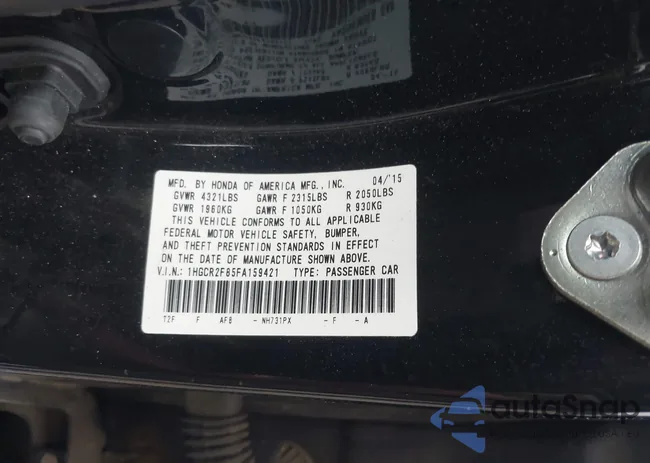 MFD. BY HONDA OF AMERICA MFG., INC. 04/'15
GVWR 4321LBS GAWR F 2315LBS R 2050LBS
GVWR 1960KG GAWR F 1050KG R 930KG
THIS VEHICLE CONFORMS TO ALL APPLICABLE
FEDERAL MOTOR VEHICLE SAFETY, BUMPER,
AND THEFT PREVENTION STANDARDS IN EFFECT
ON THE DATE OF MANUFACTURE SHOWN ABOVE.
V.I.N.: 1HGCR2F85FA159421 TYPE: PASSENGER CAR
T2F F AF6 - NH731PX - F - A
autoSnap